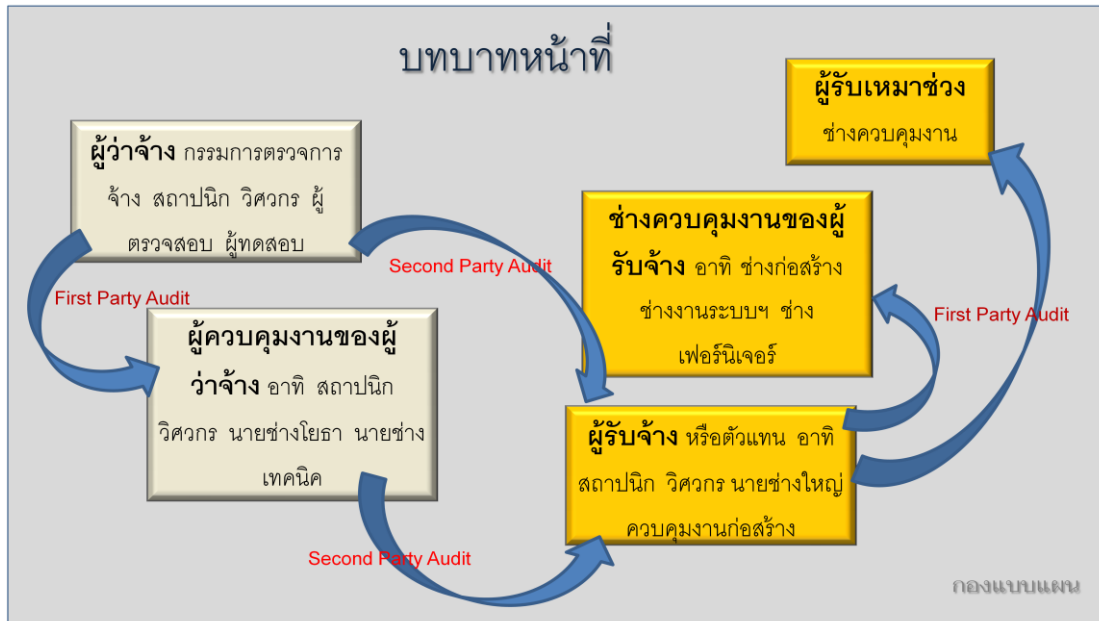 บทบาทหน้าที่
ผู้รับเหมาช่วง
ช่างควบคุมงาน
ผู้ว่าจ้าง กรรมการตรวจการ
จ้าง สถาปนิก วิศวกร ผู้
ตรวจสอบ ผู้ทดสอบ
ช่างควบคุมงานของผู้
รับจ้าง อาทิ ช่างก่อสร้าง
ช่างงานระบบฯ ช่าง
เฟอร์นิเจอร์
Second Party Audit
First Party Audit
First Party Audit
ผู้ควบคุมงานของผู้
ว่าจ้าง อาทิ สถาปนิก
วิศวกร นายช่างโยธา นายช่าง
เทคนิค
ผู้รับจ้าง หรือตัวแทน อาทิ
สถาปนิก วิศวกร นายช่างใหญ่
ควบคุมงานก่อสร้าง
Second Party Audit
กองแบบแผน